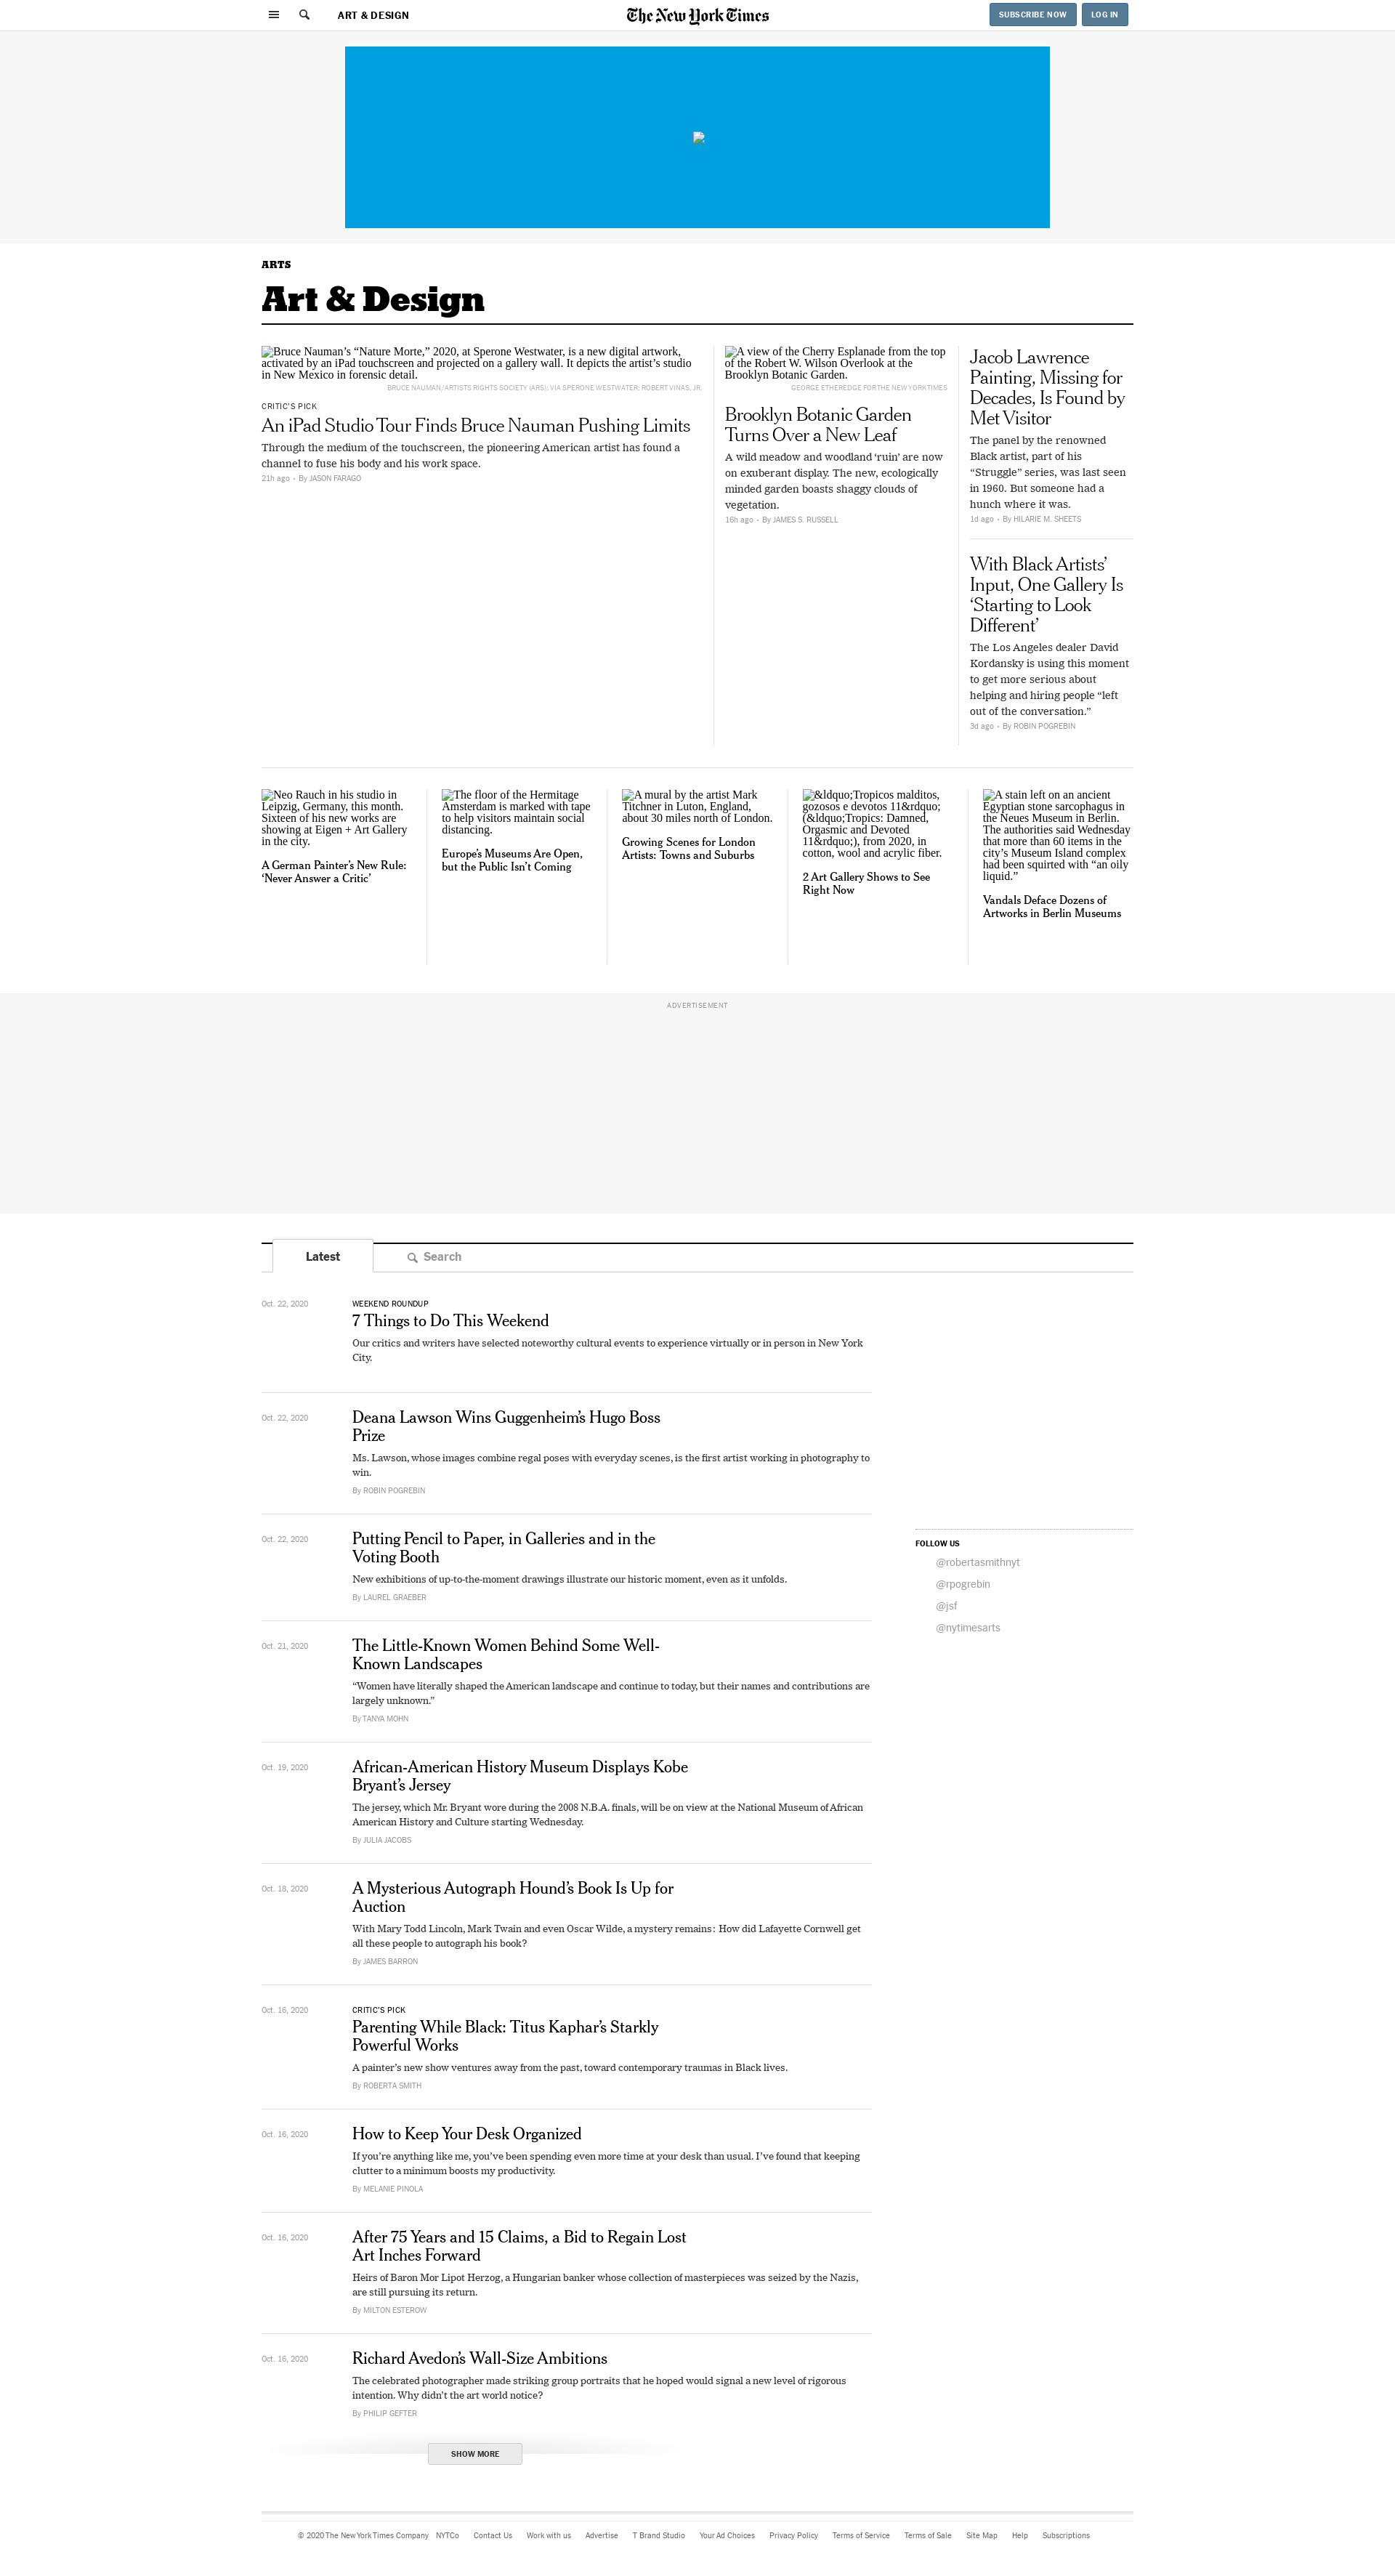 ART & DESIGN
The New York Times
SUBSCRIBE NOW
LOG IN
ARTS
Art & Design
Bruce Nauman’s “Nature Morte,” 2020, at Sperone Westwater, is a new digital artwork,
activated by an iPad touchscreen and projected on a gallery wall. It depicts the artist’s studio
in New Mexico in forensic detail.
BRUCE NAUMAN/ARTISTS RIGHTS SOCIETY (ARS); VIA SPERONE WESTWATER; ROBERT VINAS, JR.
CRITIC’S PICK
An iPad Studio Tour Finds Bruce Nauman Pushing Limits
Through the medium of the touchscreen, the pioneering American artist has found a
channel to fuse his body and his work space.
21h ago · By JASON FARAGO
A view of the Cherry Esplanade from the top
of the Robert W. Wilson Overlook at the
Brooklyn Botanic Garden.
GEORGE ETHEREDGE FOR THE NEW YORK TIMES
Brooklyn Botanic Garden
Turns Over a New Leaf
A wild meadow and woodland ‘ruin’ are now
on exuberant display. The new, ecologically
minded garden boasts shaggy clouds of
vegetation.
16h ago · By JAMES S. RUSSELL
Jacob Lawrence
Painting, Missing for
Decades, Is Found by
Met Visitor
The panel by the renowned
Black artist, part of his
“Struggle” series, was last seen
in 1960. But someone had a
hunch where it was.
1d ago · By HILARIE M. SHEETS
With Black Artists’
Input, One Gallery Is
‘Starting to Look
Different’
The Los Angeles dealer David
Kordansky is using this moment
to get more serious about
helping and hiring people “left
out of the conversation.”
3d ago · By ROBIN POGREBIN
Neo Rauch in his studio in
Leipzig, Germany, this month.
Sixteen of his new works are
showing at Eigen + Art Gallery
in the city.
A German Painter’s New Rule:
‘Never Answer a Critic’
The floor of the Hermitage
Amsterdam is marked with tape
to help visitors maintain social
distancing.
Europe’s Museums Are Open,
but the Public Isn’t Coming
A mural by the artist Mark
Titchner in Luton, England,
about 30 miles north of London.
Growing Scenes for London
Artists: Towns and Suburbs
&ldquo;Tropicos malditos,
gozosos e devotos 11&rdquo;
(&ldquo;Tropics: Damned,
Orgasmic and Devoted
11&rdquo;), from 2020, in
cotton, wool and acrylic fiber.
2 Art Gallery Shows to See
Right Now
A stain left on an ancient
Egyptian stone sarcophagus in
the Neues Museum in Berlin.
The authorities said Wednesday
that more than 60 items in the
city’s Museum Island complex
had been squirted with “an oily
liquid.”
Vandals Deface Dozens of
Artworks in Berlin Museums
ADVERTISEMENT
Latest
Search
Oct. 22, 2020
WEEKEND ROUNDUP
7 Things to Do This Weekend
Our critics and writers have selected noteworthy cultural events to experience virtually or in person in New York
City.
Oct. 22, 2020
Deana Lawson Wins Guggenheim’s Hugo Boss
Prize
Ms. Lawson, whose images combine regal poses with everyday scenes, is the first artist working in photography to
win.
By ROBIN POGREBIN
Oct. 22, 2020
Putting Pencil to Paper, in Galleries and in the
Voting Booth
New exhibitions of up-to-the-moment drawings illustrate our historic moment, even as it unfolds.
By LAUREL GRAEBER
FOLLOW US
@robertasmithnyt
@rpogrebin
@jsf
@nytimesarts
Oct. 21, 2020
The Little-Known Women Behind Some Well-
Known Landscapes
“Women have literally shaped the American landscape and continue to today, but their names and contributions are
largely unknown.”
By TANYA MOHN
Oct. 19, 2020
African-American History Museum Displays Kobe
Bryant’s Jersey
The jersey, which Mr. Bryant wore during the 2008 N.B.A. finals, will be on view at the National Museum of African
American History and Culture starting Wednesday.
By JULIA JACOBS
Oct. 18, 2020
A Mysterious Autograph Hound’s Book Is Up for
Auction
With Mary Todd Lincoln, Mark Twain and even Oscar Wilde, a mystery remains: How did Lafayette Cornwell get
all these people to autograph his book?
By JAMES BARRON
Oct. 16, 2020
CRITIC’S PICK
Parenting While Black: Titus Kaphar’s Starkly
Powerful Works
A painter’s new show ventures away from the past, toward contemporary traumas in Black lives.
By ROBERTA SMITH
Oct. 16, 2020
How to Keep Your Desk Organized
If you’re anything like me, you’ve been spending even more time at your desk than usual. I’ve found that keeping
clutter to a minimum boosts my productivity.
By MELANIE PINOLA
Oct. 16, 2020
After 75 Years and 15 Claims, a Bid to Regain Lost
Art Inches Forward
Heirs of Baron Mor Lipot Herzog, a Hungarian banker whose collection of masterpieces was seized by the Nazis,
are still pursuing its return.
By MILTON ESTEROW
Oct. 16, 2020
Richard Avedon’s Wall-Size Ambitions
The celebrated photographer made striking group portraits that he hoped would signal a new level of rigorous
intention. Why didn’t the art world notice?
By PHILIP GEFTER
SHOW MORE
© 2020 The New York Times Company NYTCo Contact Us Work with us Advertise T Brand Studio Your Ad Choices Privacy Policy Terms of Service Terms of Sale Site Map Help Subscriptions